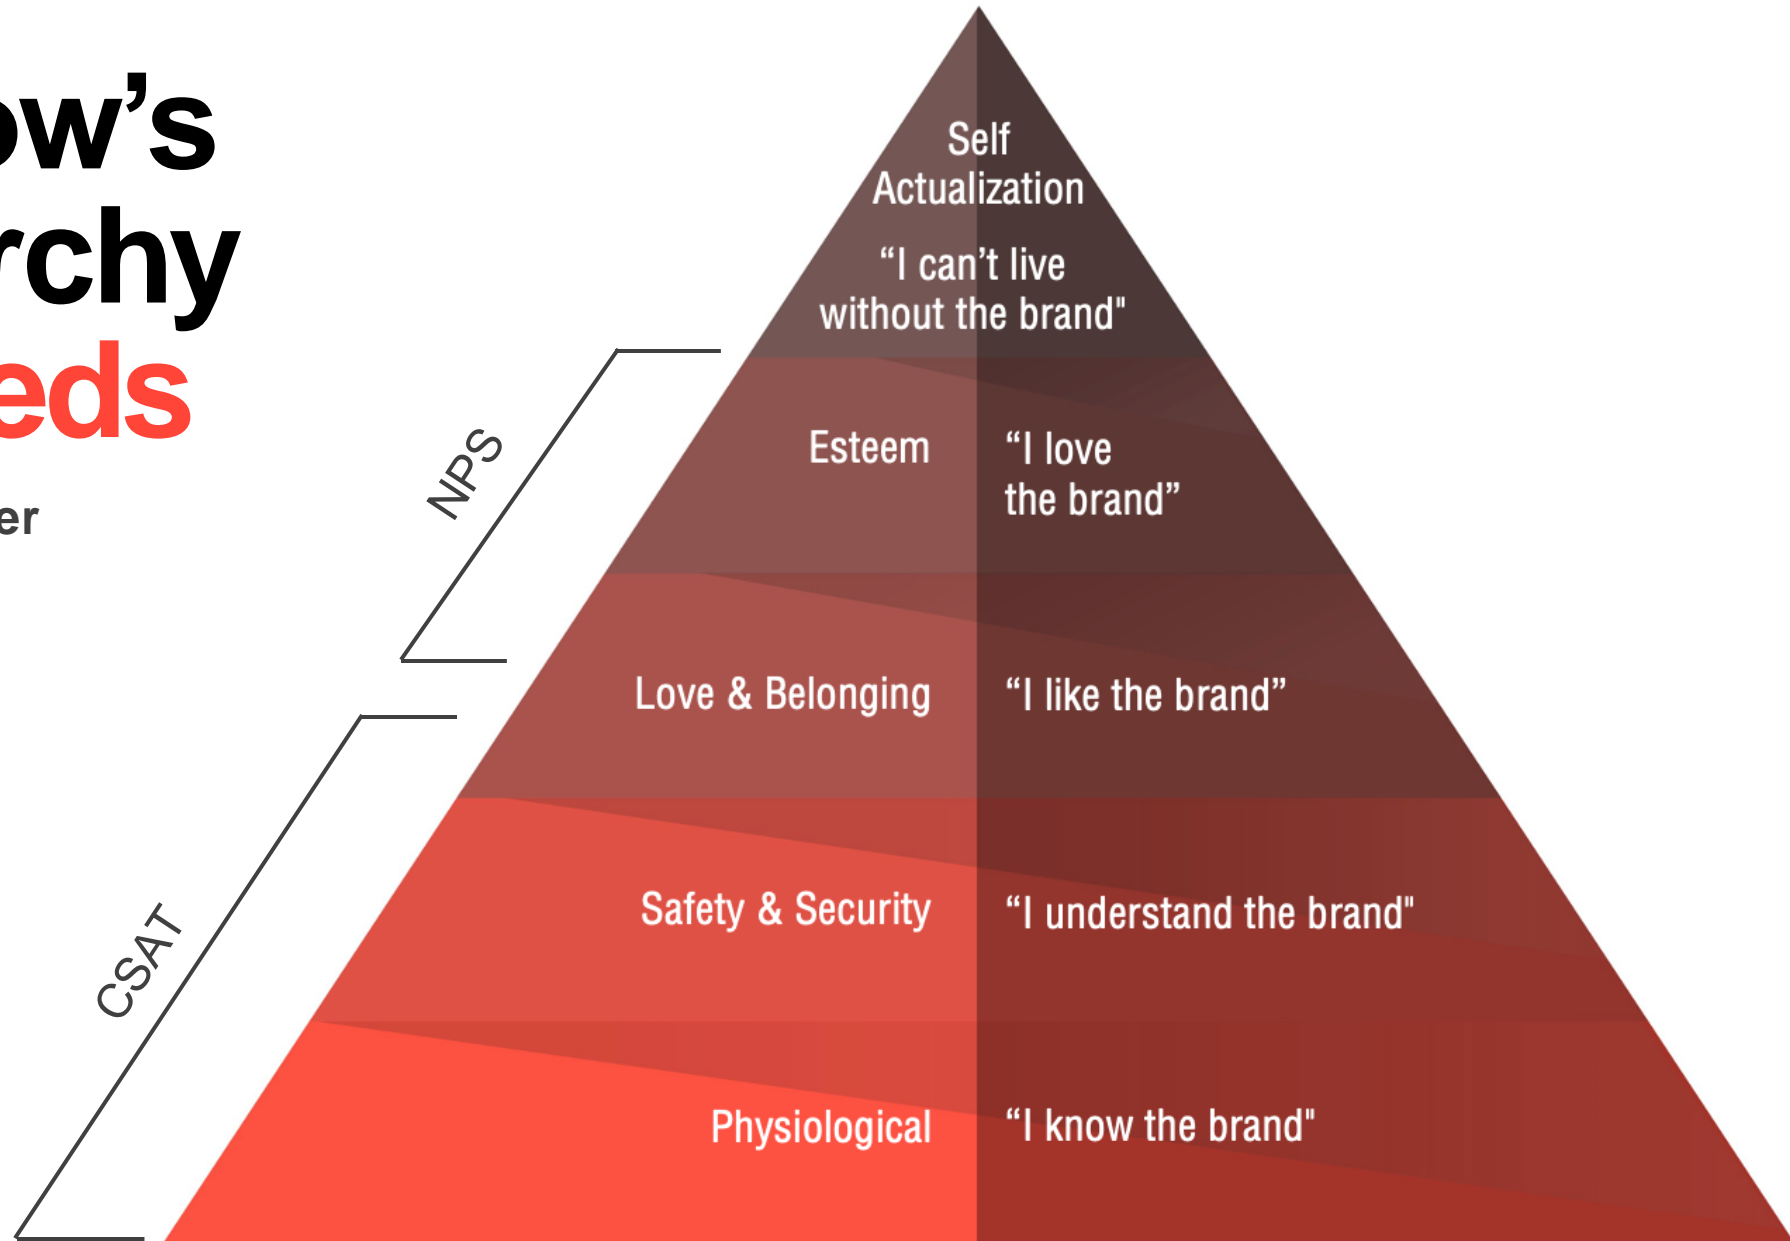 ow’s
rchy
eds
er
NPS
CSAT
Self
Actualization
“I can’t live
without the brand"
Esteem
“I love
the brand”
Love & Belonging
“I like the brand”
Safety & Security
“I understand the brand"
Physiological
“I know the brand"